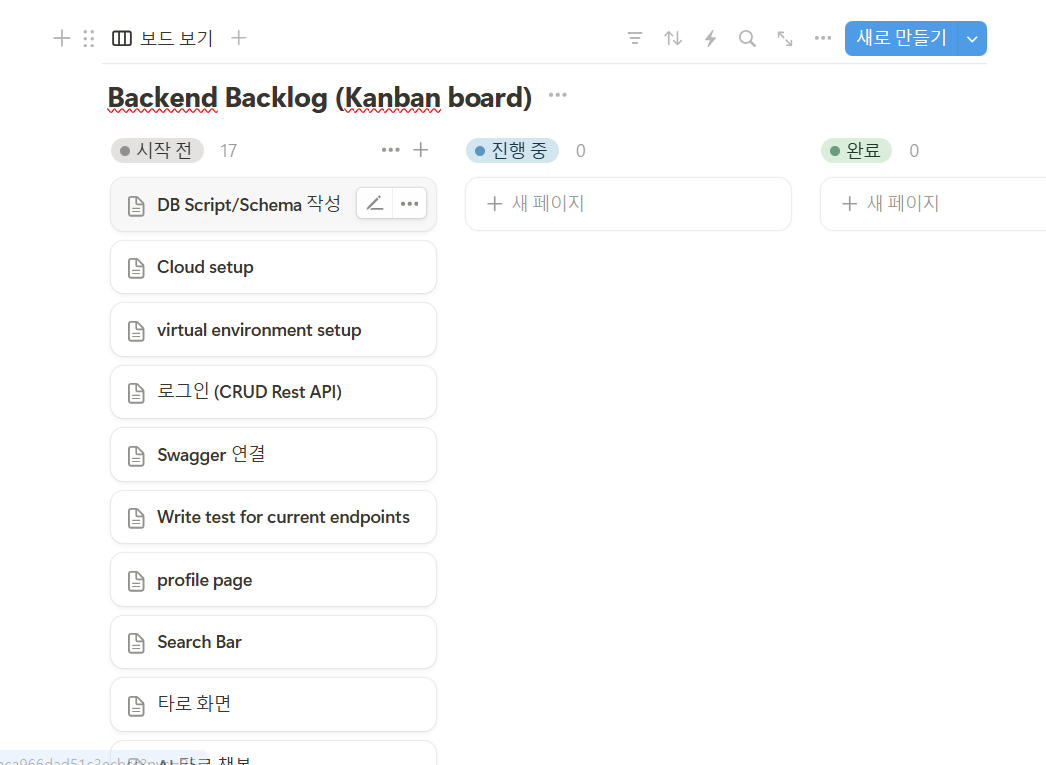 보드 보기
새로 만들기
Backend Backlog (Kanban board)
시작 전 17
진행 중 0
완료 0
DB Script/Schema 작성
새 페이지
새 페이지
Cloud setup
virtual environment setup
로그인 (CRUD Rest API)
Swagger 연결
Write test for current endpoints
profile page
Search Bar
타로 화면